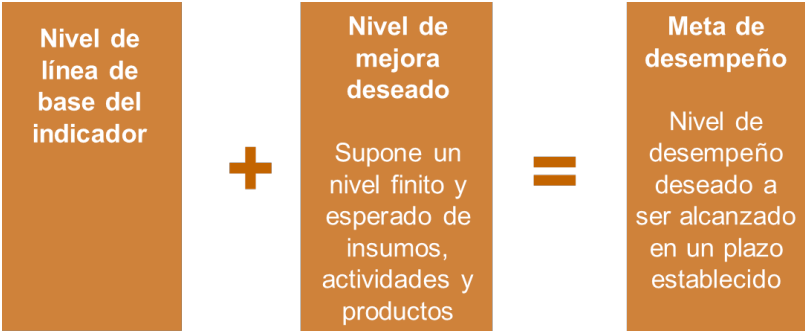 Nivel de
línea de
base del
indicador
+
Nivel de
mejora
deseado
Supone un
nivel finito y
esperado de
insumos,
actividades y
productos
=
Meta de
desempeño
Nivel de
desempeño
deseado a
ser alcanzado
en un plazo
establecido